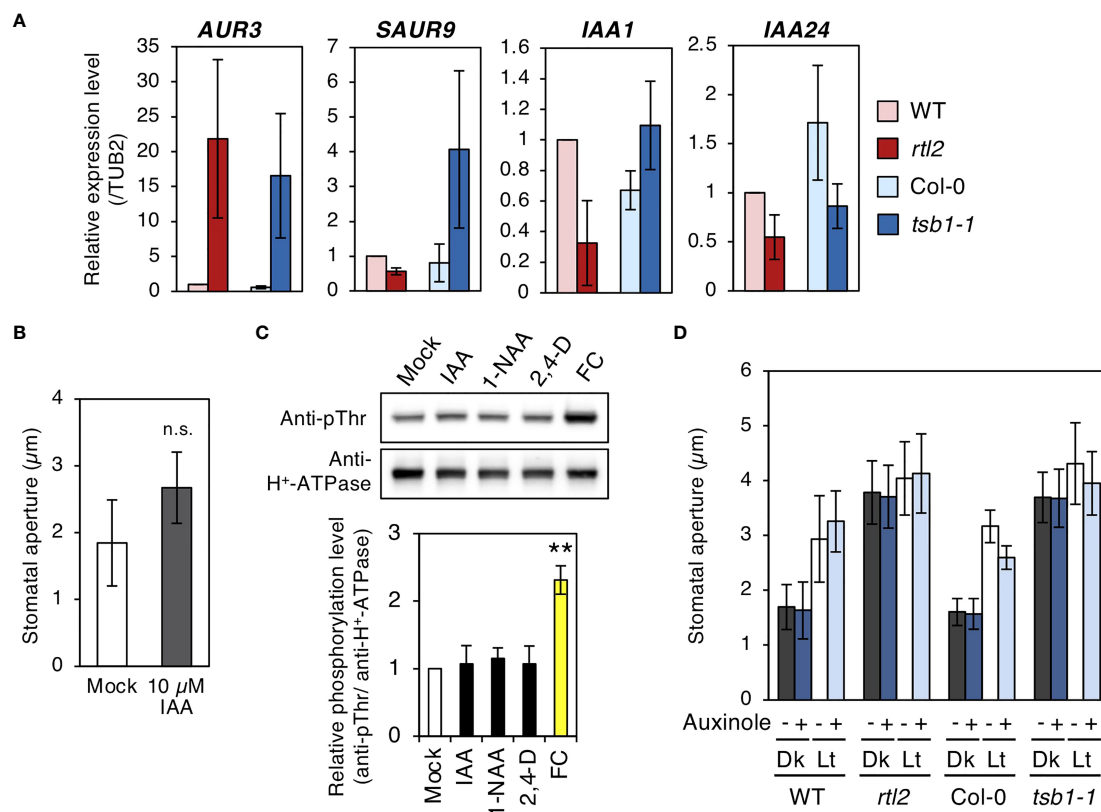 A
AUR3
SAUR9
IAA1
IAA24
Relative expression level
(/TUB2)
35
30
25
20
15
10
5
0
7
6
5
4
3
2
1
0
1.6
1.4
1.2
1
0.8
0.6
0.4
0.2
0
2.5
2
1.5
1
0.5
0
WT
rtl2
Col-0
tsb1-1
B
Stomatal aperture (µm)
4
3
2
1
0
n.s.
Mock
10 µM
IAA
C
Mock
IAA
1-NAA
2,4-D
FC
Anti-pThr
Anti-
H⁺-ATPase
Relative phosphorylation level
(anti-pThr/ anti-H⁺-ATPase)
3
2
1
0
**
Mock
IAA
1-NAA
2,4-D
FC
D
Stomatal aperture (µm)
6
5
4
3
2
1
0
Auxinole - + - + - + - + - + - + - + - +
Dk Lt Dk Lt Dk Lt Dk Lt
WT rtl2 Col-0 tsb1-1